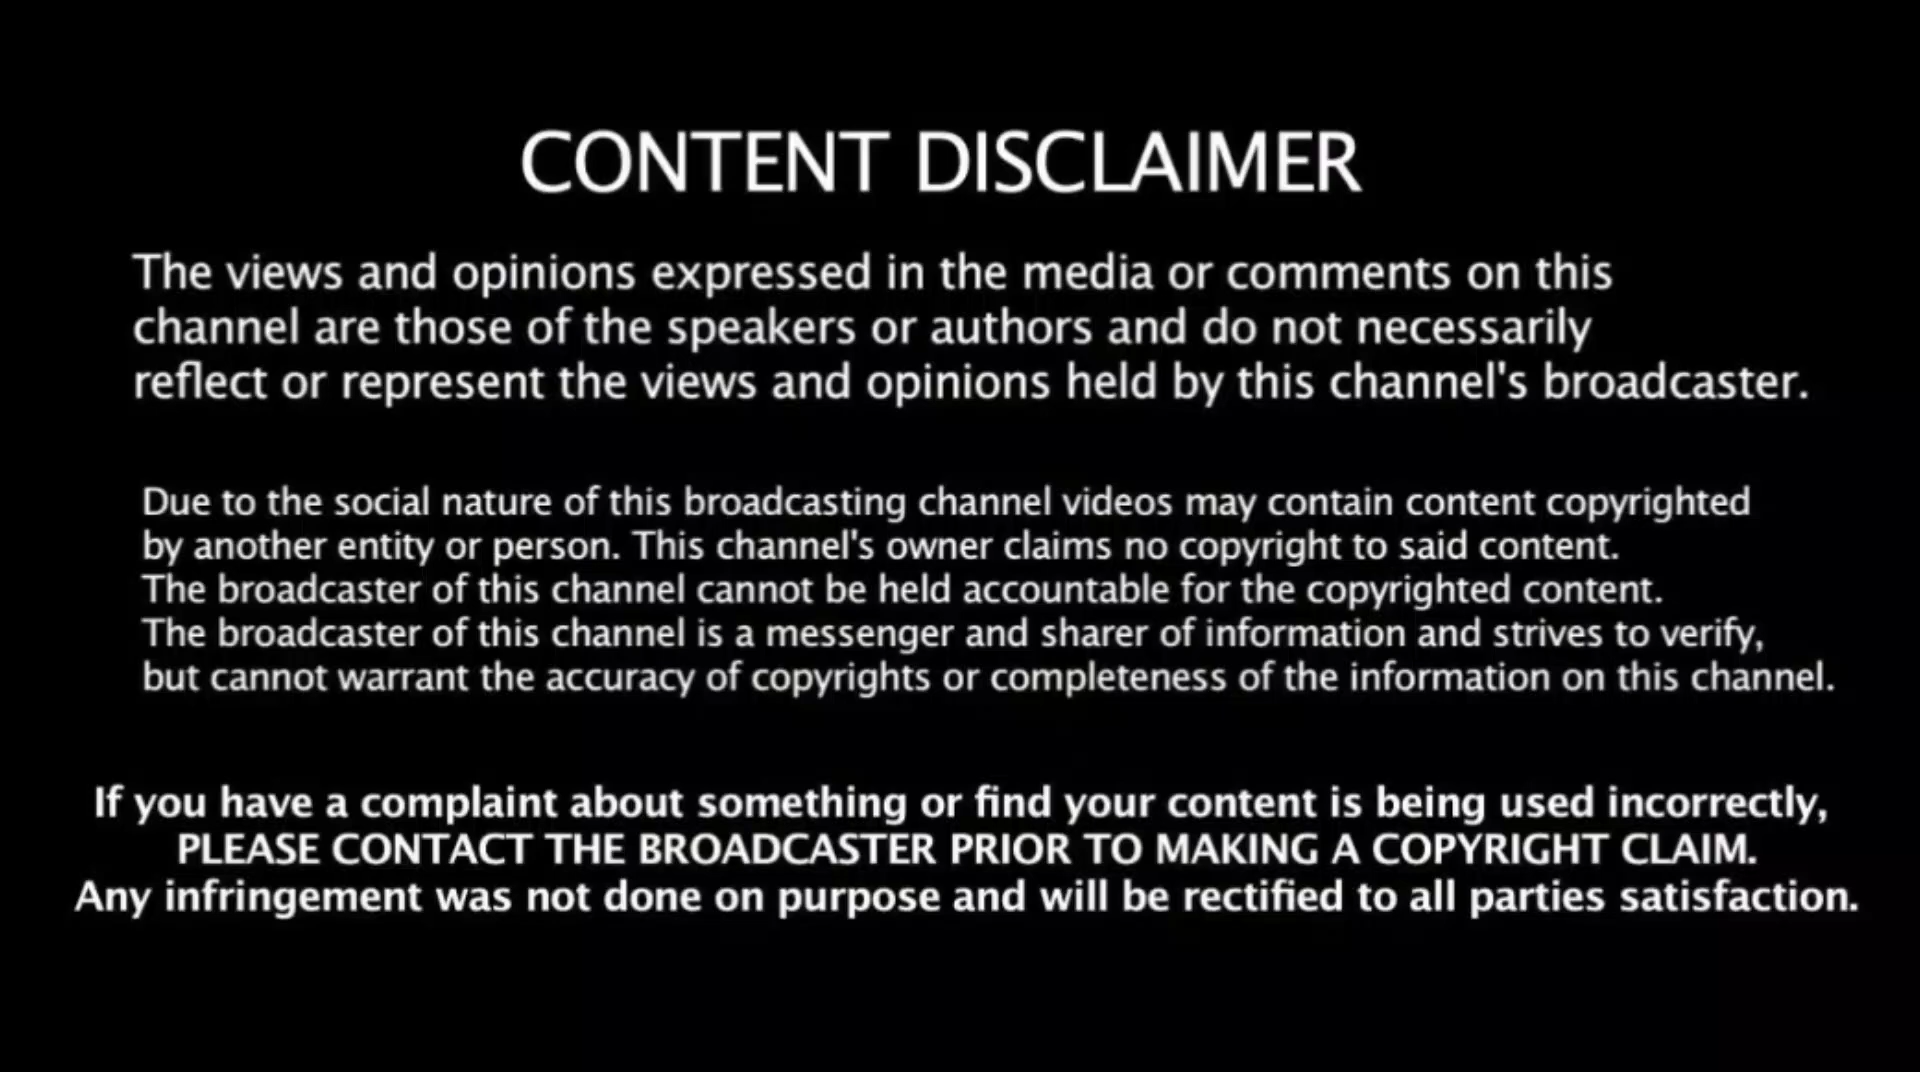 CONTENT DISCLAIMER
The views and opinions expressed in the media or comments on this
channel are those of the speakers or authors and do not necessarily
reflect or represent the views and opinions held by this channel's broadcaster.
Due to the social nature of this broadcasting channel videos may contain content copyrighted
by another entity or person. This channel's owner claims no copyright to said content.
The broadcaster of this channel cannot be held accountable for the copyrighted content.
The broadcaster of this channel is a messenger and sharer of information and strives to verify,
but cannot warrant the accuracy of copyrights or completeness of the information on this channel.
If you have a complaint about something or find your content is being used incorrectly,
PLEASE CONTACT THE BROADCASTER PRIOR TO MAKING A COPYRIGHT CLAIM.
Any infringement was not done on purpose and will be rectified to all parties satisfaction.